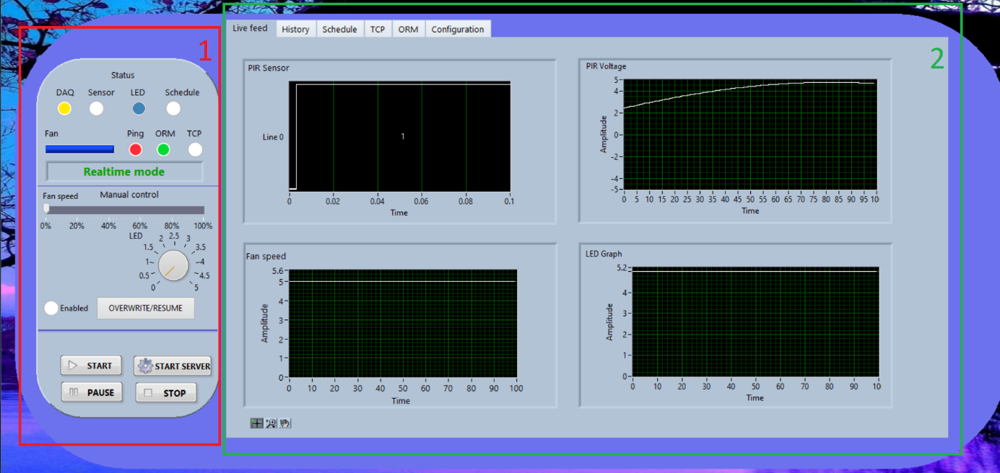 1
Status
DAQ Sensor LED Schedule
Fan Ping ORM TCP
Realtime mode
Fan speed Manual control
0% 20% 40% 60% 80% 100%
LED
0 0.5 1 1.5 2 2.5 3 3.5 4 4.5 5
Enabled OVERWRITE/RESUME
START START SERVER
PAUSE STOP
2
Live feed History Schedule TCP ORM Configuration
PIR Sensor
Line 0
1
0 0.02 0.04 0.06 0.08 0.1
Time
PIR Voltage
Amplitude
5
4
2
0
-2
-4
-5
0 5 10 15 20 25 30 35 40 45 50 55 60 65 70 75 80 85 90 95 10
Time
Fan speed
Amplitude
5.6
5
4
3
2
1
0
0 10 20 30 40 50 60 70 80 90 100
Time
LED Graph
Amplitude
5.2
4
3
2
1
0
0 10 20 30 40 50 60 70 80 90 10
Time